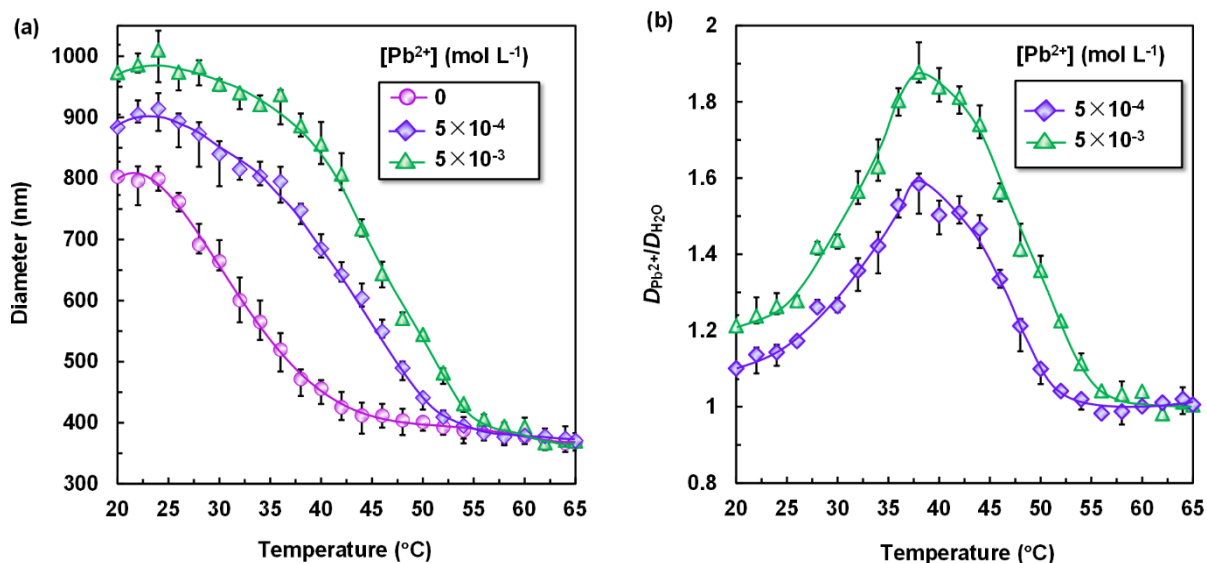 (a)
Diameter (nm)
1000
900
800
700
600
500
400
300
20 25 30 35 40 45 50 55 60 65
Temperature (°C)
[Pb²⁺] (mol L⁻¹)
0
5×10⁻⁴
5×10⁻³
(b)
D_Pb²⁺/D_H₂O
2
1.8
1.6
1.4
1.2
1
0.8
20 25 30 35 40 45 50 55 60 65
Temperature (°C)
[Pb²⁺] (mol L⁻¹)
5×10⁻⁴
5×10⁻³